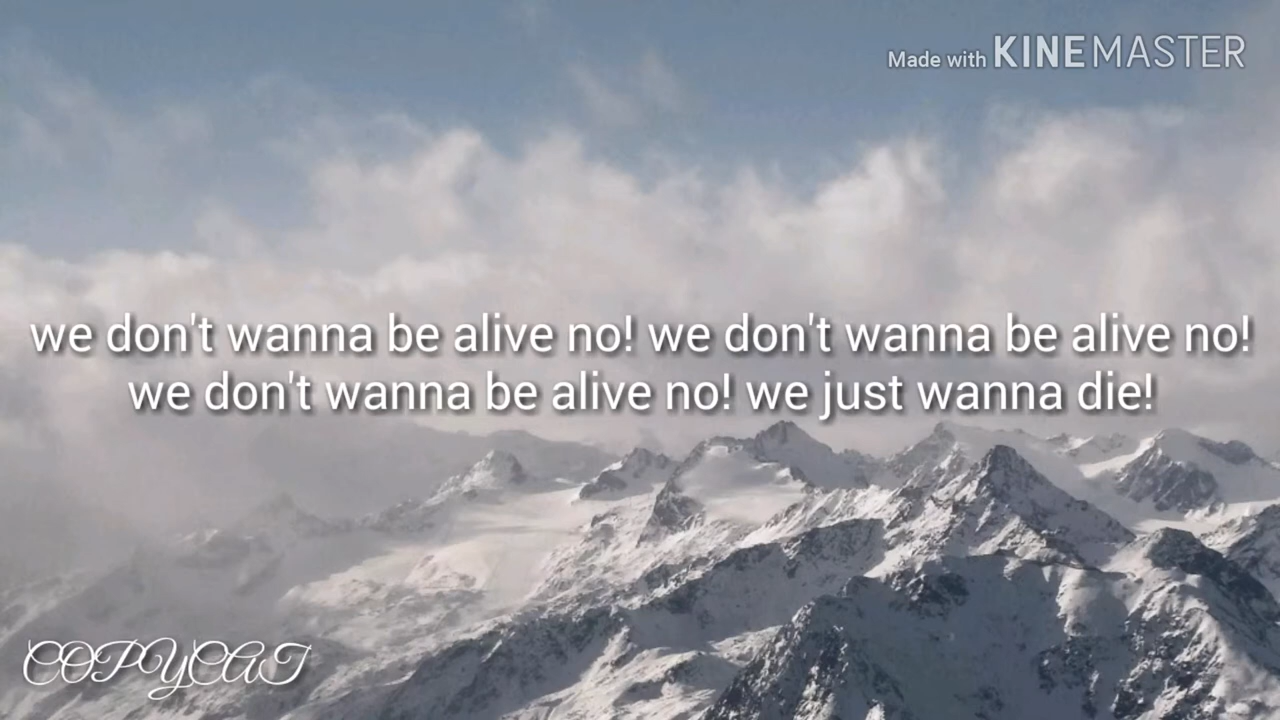 Made with KINEMASTER
we don't wanna be alive no! we don't wanna be alive no!
we don't wanna be alive no! we just wanna die!
COPYCAT